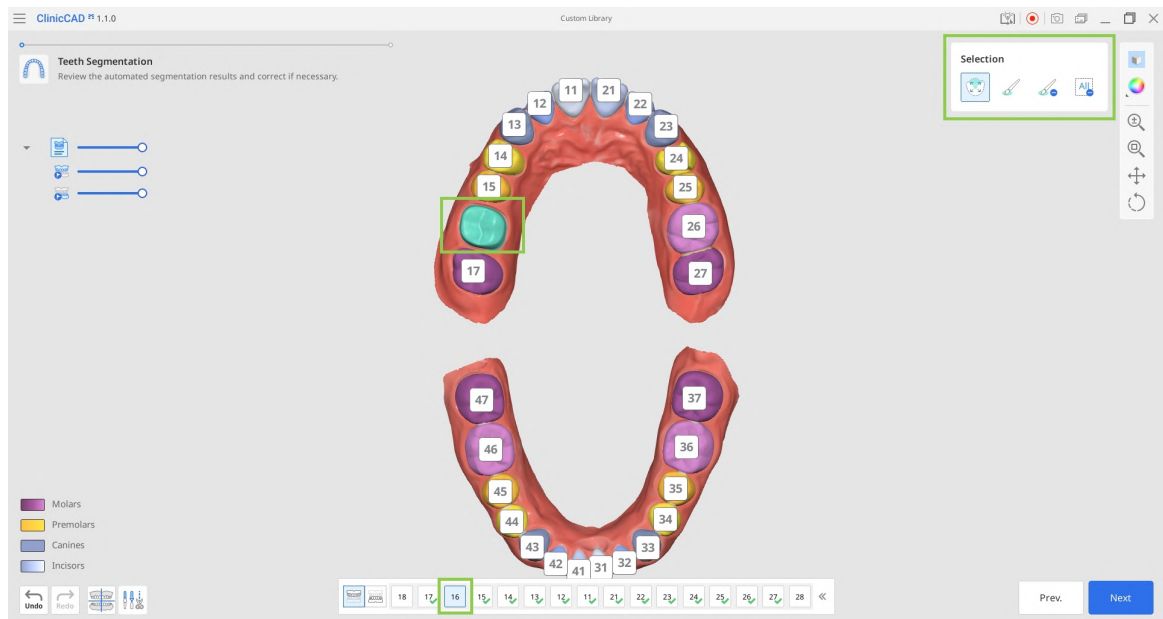 ClinicCAD 1.1.0
Custom Library
Teeth Segmentation
Review the automated segmentation results and correct if necessary.
Selection
All
11 21
12 22
13 23
14 24
15 25
26
17 27
47 37
46 36
45 35
44 34
43 33
42 41 31 32
Molars
Premolars
Canines
Incisors
Undo Redo
18 17 16 15 14 13 12 11 21 22 23 24 25 26 27 28 «
Prev. Next